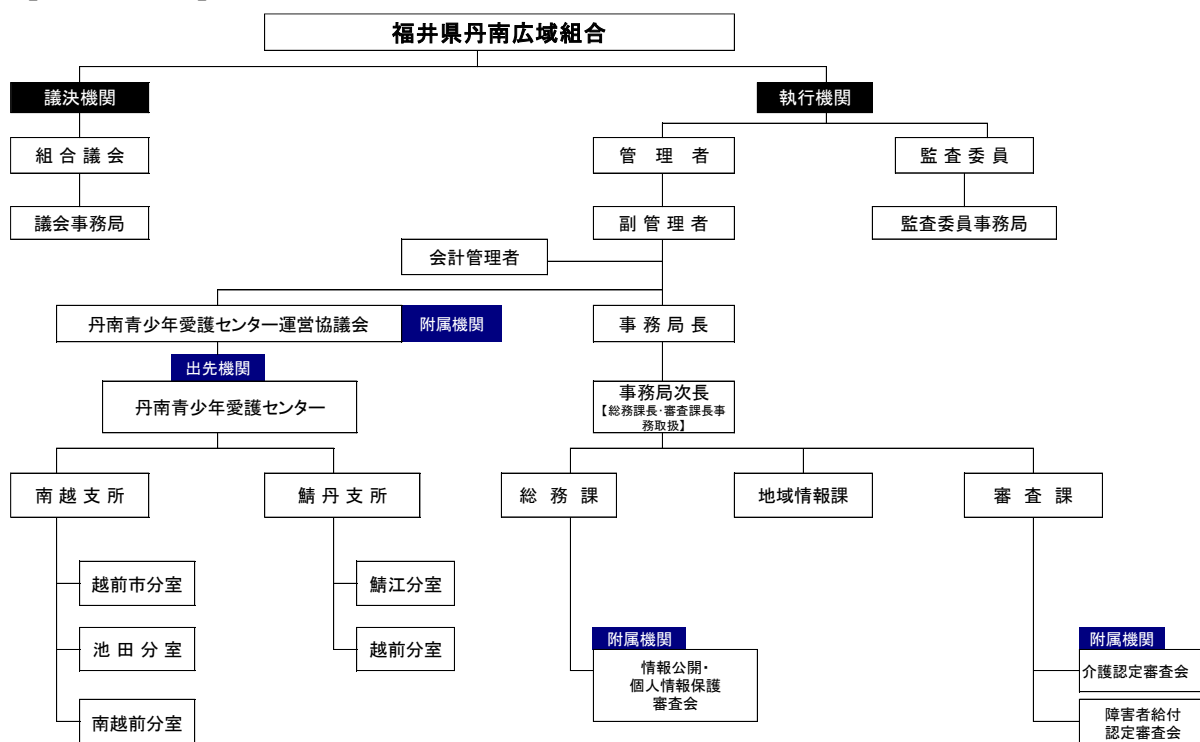 福井県丹南広域組合
議決機関
執行機関
組合議会
管理者
監査委員
議会事務局
副管理者
監査委員事務局
会計管理者
丹南青少年愛護センター運営協議会
附属機関
事務局長
出先機関
丹南青少年愛護センター
事務局次長
【総務課長・審査課長事
務取扱】
南越支所
鯖丹支所
総務課
地域情報課
審査課
越前市分室
鯖江分室
池田分室
越前分室
南越前分室
附属機関
情報公開・
個人情報保護
審査会
附属機関
介護認定審査会
障害者給付
認定審査会